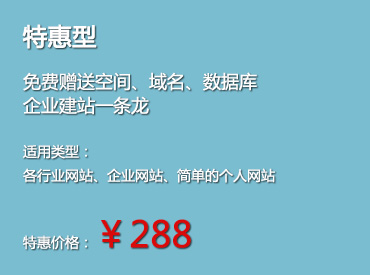 特惠型
免费赠送空间、域名、数据库
企业建站一条龙
适用类型：
各行业网站、企业网站、简单的个人网站
特惠价格：￥288